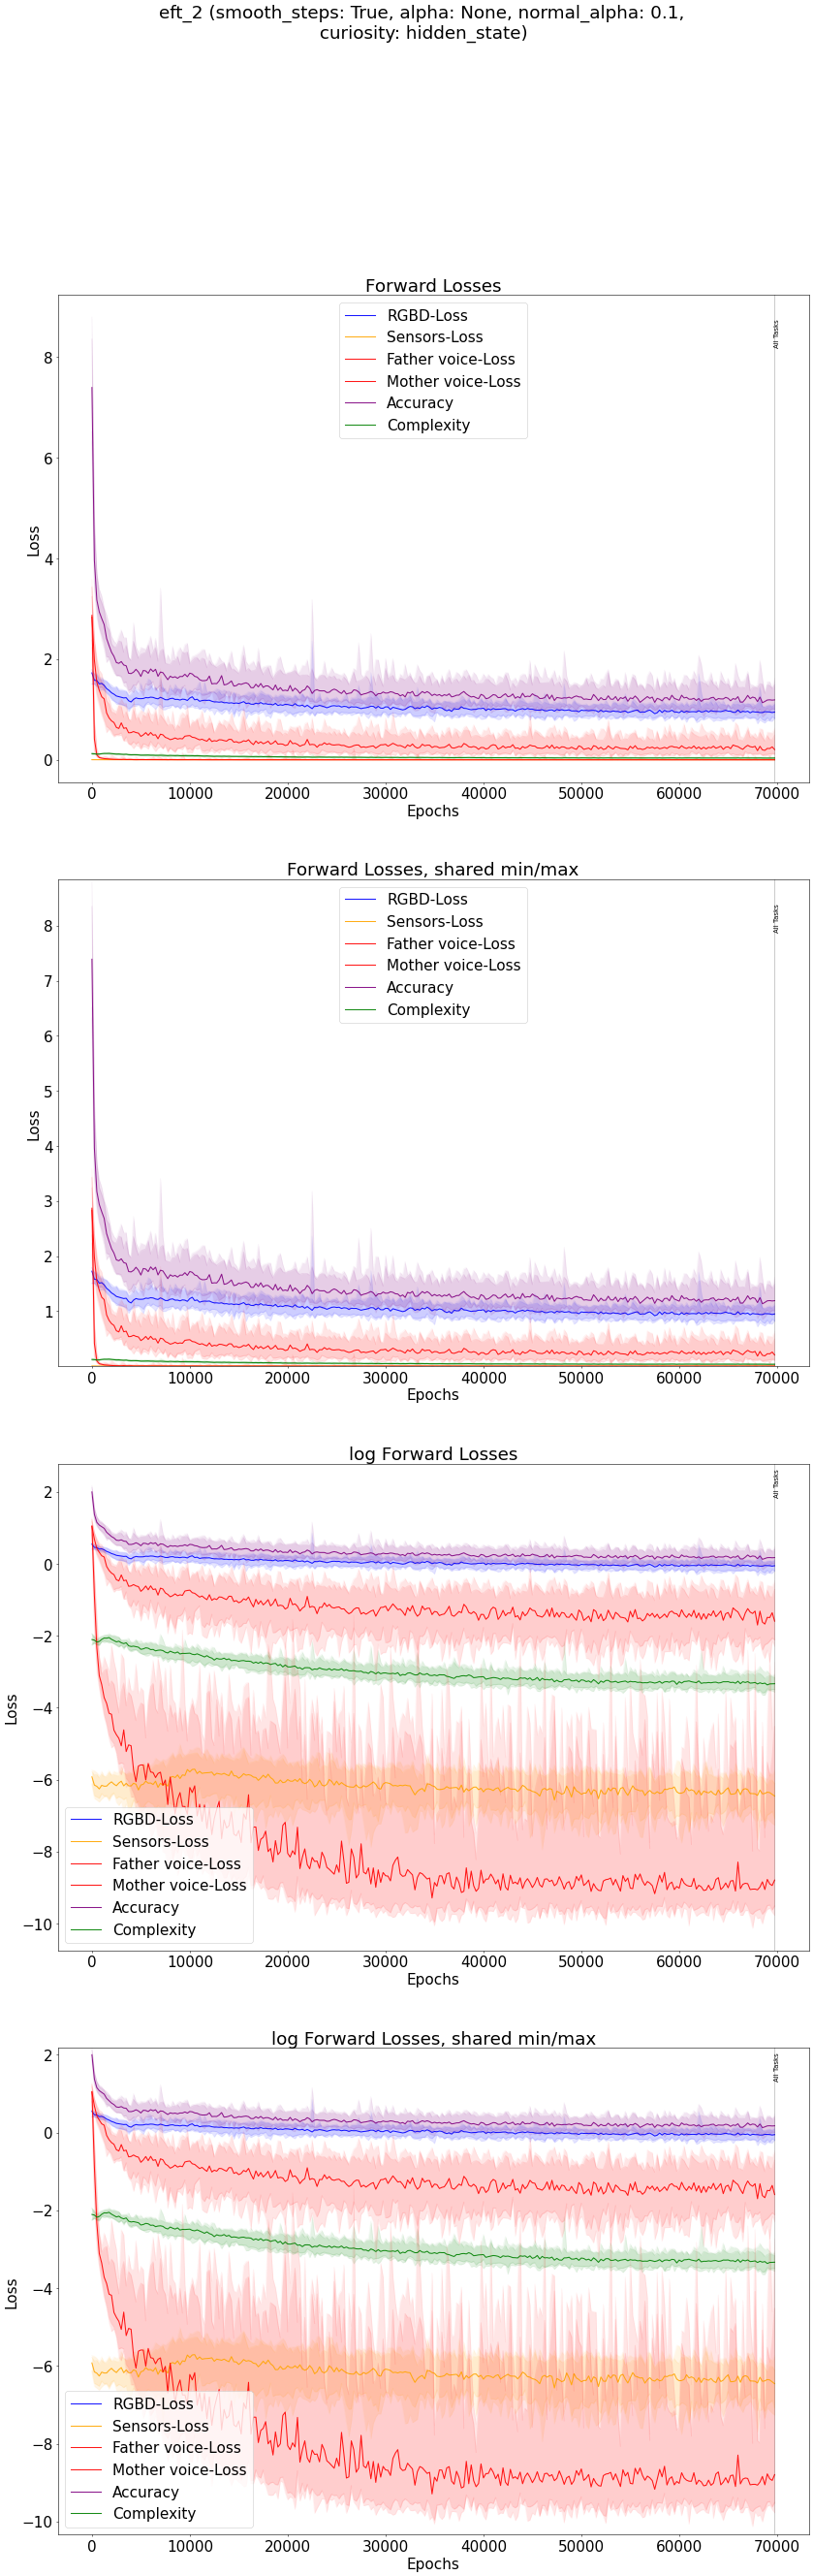 eft_2 (smooth_steps: True, alpha: None, normal_alpha: 0.1,
curiosity: hidden_state)
Forward Losses
RGBD-Loss
Sensors-Loss
Father voice-Loss
Mother voice-Loss
Accuracy
Complexity
All Tasks
8
6
4
2
0
Loss
0 10000 20000 30000 40000 50000 60000 70000
Epochs
Forward Losses, shared min/max
RGBD-Loss
Sensors-Loss
Father voice-Loss
Mother voice-Loss
Accuracy
Complexity
All Tasks
8
7
6
5
4
3
2
1
Loss
0 10000 20000 30000 40000 50000 60000 70000
Epochs
log Forward Losses
All Tasks
2
0
−2
−4
−6
−8
−10
Loss
RGBD-Loss
Sensors-Loss
Father voice-Loss
Mother voice-Loss
Accuracy
Complexity
0 10000 20000 30000 40000 50000 60000 70000
Epochs
log Forward Losses, shared min/max
All Tasks
2
0
−2
−4
−6
−8
−10
Loss
RGBD-Loss
Sensors-Loss
Father voice-Loss
Mother voice-Loss
Accuracy
Complexity
0 10000 20000 30000 40000 50000 60000 70000
Epochs